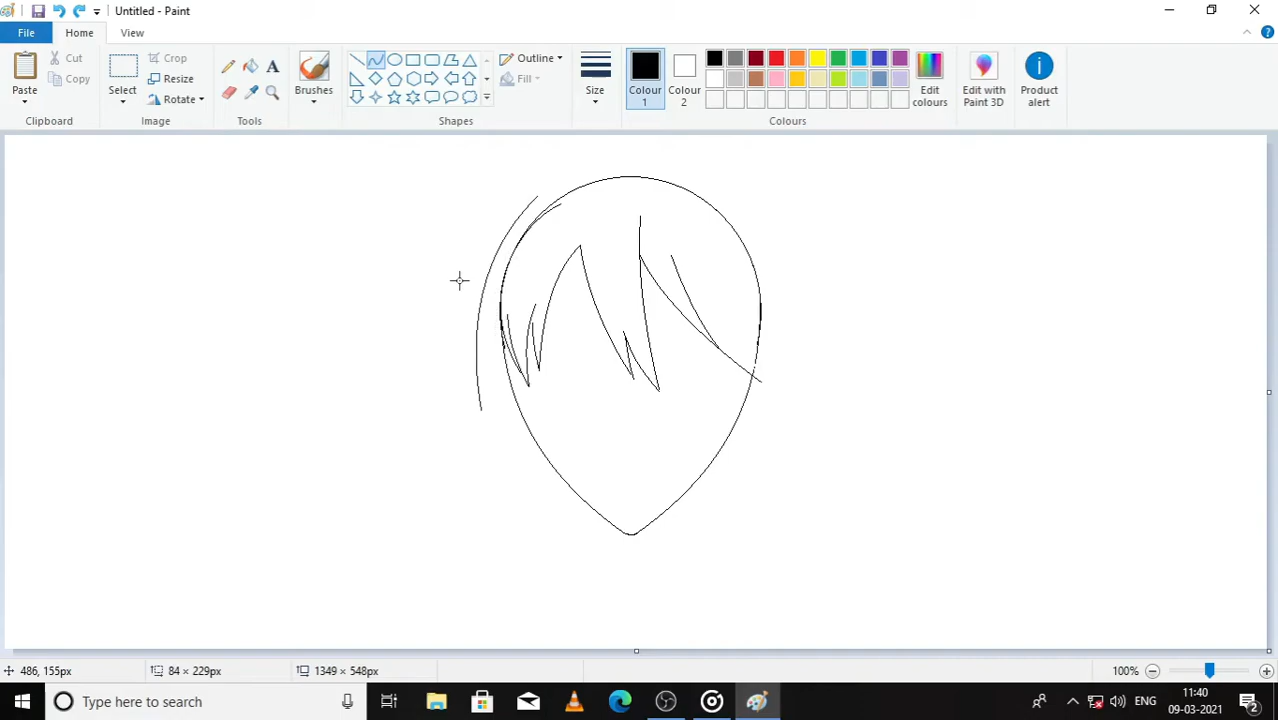 Untitled - Paint
File Home View
Paste
Cut
Copy
Clipboard
Select
Crop
Resize
Rotate
Image
A
Tools
Brushes
Shapes
Outline
Fill
Size
Colour 1
Colour 2
Edit colours
Colours
Edit with Paint 3D
Product alert
486, 155px
84 × 229px
1349 × 548px
100%
Type here to search
ENG
11:40
09-03-2021
2